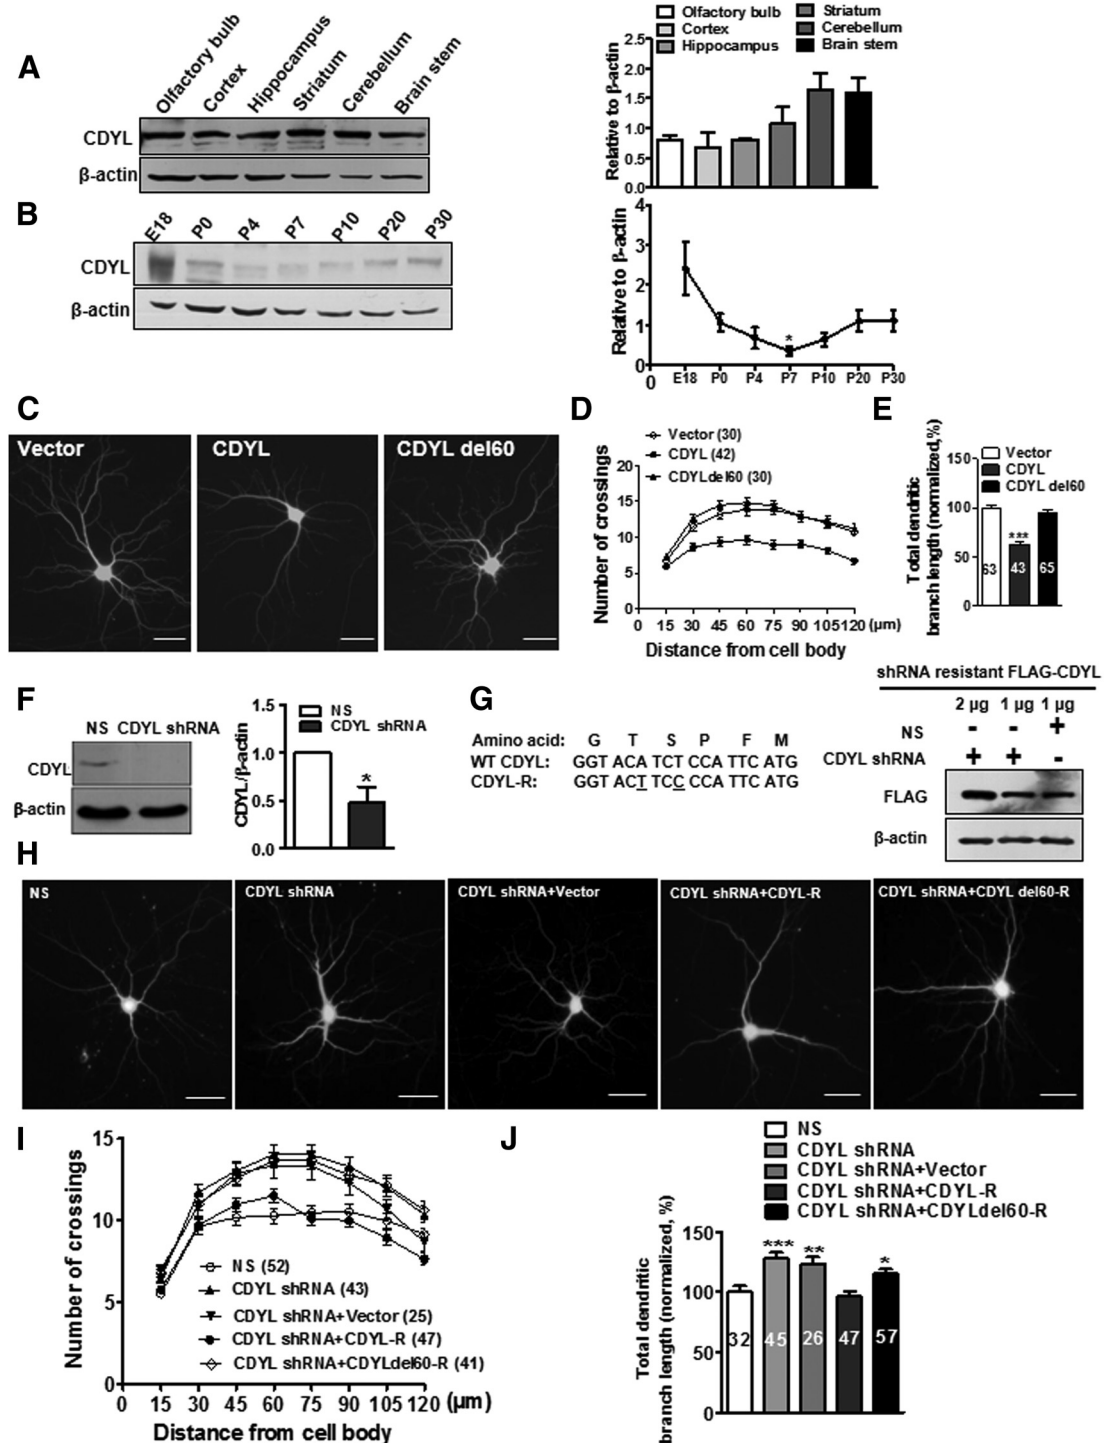 A
Olfactory bulb
Cortex
Hippocampus
Striatum
Cerebellum
Brain stem
CDYL
β-actin
Olfactory bulb
Cortex
Hippocampus
Striatum
Cerebellum
Brain stem
Relative to β-actin
2.5
2.0
1.5
1.0
0.5
0.0
B
E18 P0 P4 P7 P10 P20 P30
CDYL
β-actin
Relative to β-actin
4
3
2
1
0
*
0 E18 P0 P4 P7 P10 P20 P30
C
Vector
CDYL
CDYL del60
D
Vector (30)
CDYL (42)
CDYLdel60 (30)
Number of crossings
20
15
10
5
0
0 15 30 45 60 75 90 105 120 (μm)
Distance from cell body
E
Vector
CDYL
CDYL del60
Total dendritic
branch length (normalized,%)
150
100
50
0
***
63 43 65
F
NS CDYL shRNA
CDYL
β-actin
NS
CDYL shRNA
CDYL/β-actin
1.5
1.0
0.5
0.0
*
G
Amino acid: G T S P F M
WT CDYL: GGT ACA TCT CCA TTC ATG
CDYL-R: GGT ACT TCC CCA TTC ATG
shRNA resistant FLAG-CDYL
2 μg 1 μg 1 μg
NS - - +
CDYL shRNA + + -
FLAG
β-actin
H
NS
CDYL shRNA
CDYL shRNA+Vector
CDYL shRNA+CDYL-R
CDYL shRNA+CDYL del60-R
I
Number of crossings
15
10
5
0
NS (52)
CDYL shRNA (43)
CDYL shRNA+Vector (25)
CDYL shRNA+CDYL-R (47)
CDYL shRNA+CDYLdel60-R (41)
0 15 30 45 60 75 90 105 120 (μm)
Distance from cell body
J
NS
CDYL shRNA
CDYL shRNA+Vector
CDYL shRNA+CDYL-R
CDYL shRNA+CDYLdel60-R
Total dendritic
branch length (normalized, %)
150
100
50
0
*** ** *
32 45 26 47 57